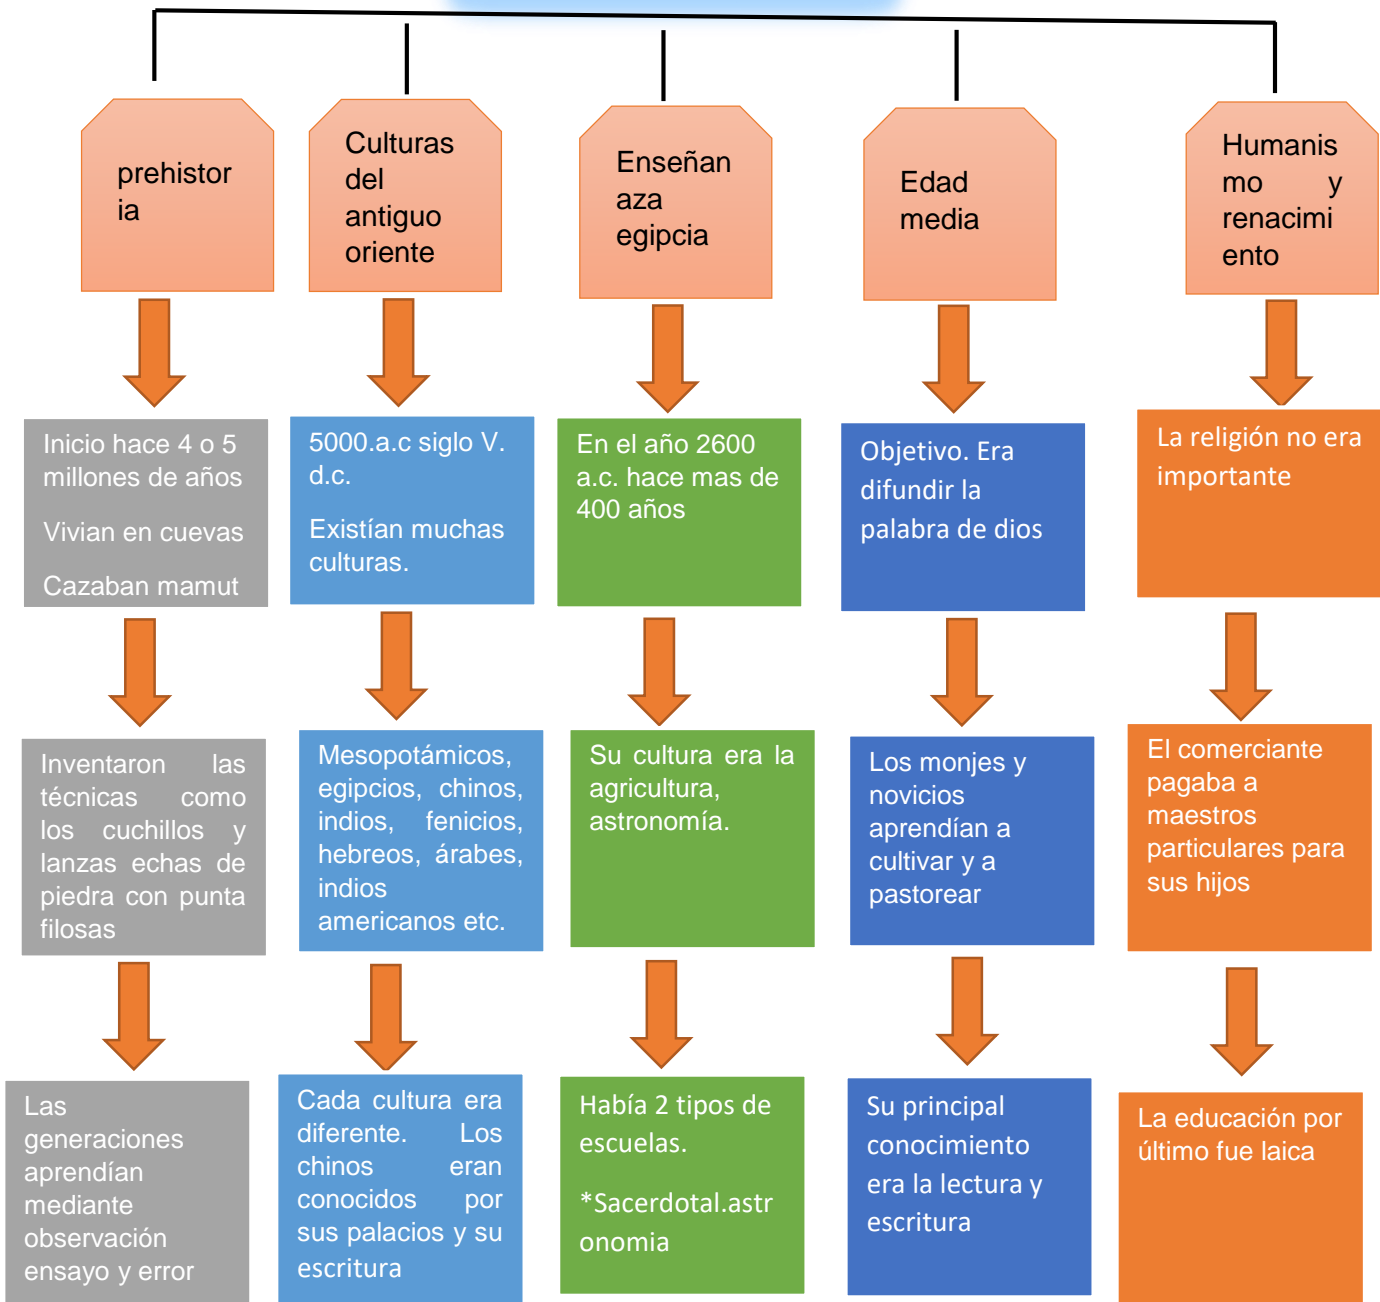 prehistor
ia
Culturas
del
antiguo
oriente
Enseñan
aza
egipcia
Edad
media
Humanis
mo y
renacimi
ento
Inicio hace 4 o 5
millones de años
Vivian en cuevas
Cazaban mamut
5000.a.c siglo V.
d.c.
Existían muchas
culturas.
En el año 2600
a.c. hace mas de
400 años
Objetivo. Era
difundir la
palabra de dios
La religión no era
importante
Inventaron las
técnicas como
los cuchillos y
lanzas echas de
piedra con punta
filosas
Mesopotámicos,
egipcios, chinos,
indios, fenicios,
hebreos, árabes,
indios
americanos etc.
Su cultura era la
agricultura,
astronomía.
Los monjes y
novicios
aprendían a
cultivar y a
pastorear
El comerciante
pagaba a
maestros
particulares para
sus hijos
Las
generaciones
aprendían
mediante
observación
ensayo y error
Cada cultura era
diferente. Los
chinos eran
conocidos por
sus palacios y su
escritura
Había 2 tipos de
escuelas.
*Sacerdotal.astr
onomia
Su principal
conocimiento
era la lectura y
escritura
La educación por
último fue laica